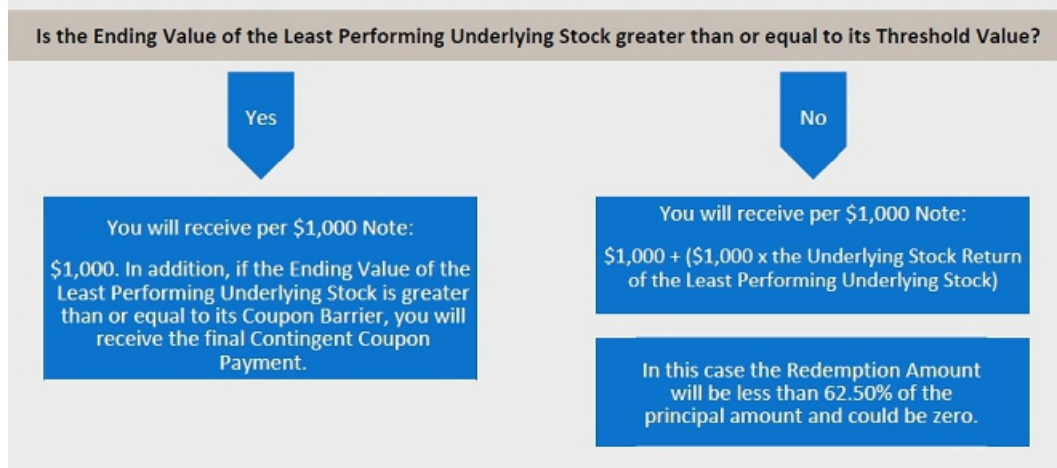 Is the Ending Value of the Least Performing Underlying Stock greater than or equal to its Threshold Value?
Yes
No
You will receive per $1,000 Note:
$1,000. In addition, if the Ending Value of the
Least Performing Underlying Stock is greater
than or equal to its Coupon Barrier, you will
receive the final Contingent Coupon
Payment.
You will receive per $1,000 Note:
$1,000 + ($1,000 x the Underlying Stock Return
of the Least Performing Underlying Stock)
In this case the Redemption Amount
will be less than 62.50% of the
principal amount and could be zero.